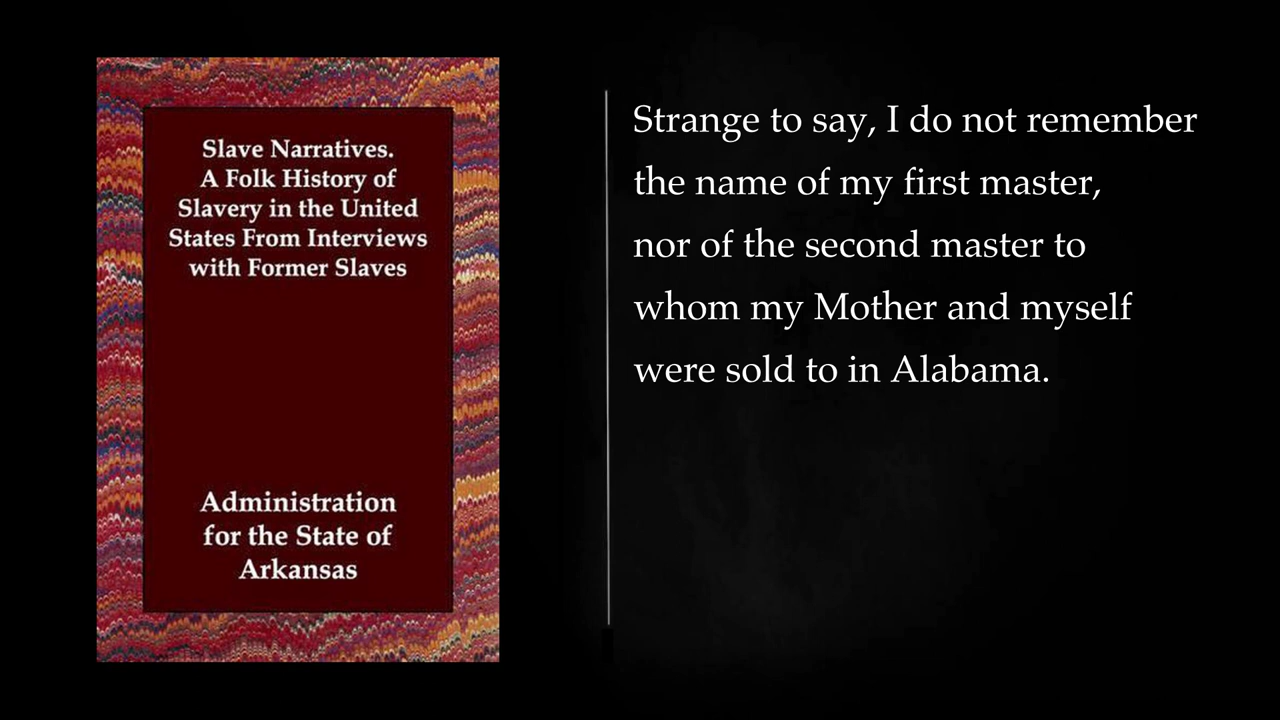 Slave Narratives.
A Folk History of
Slavery in the United
States From Interviews
with Former Slaves
Administration
for the State of
Arkansas
Strange to say, I do not remember
the name of my first master,
nor of the second master to
whom my Mother and myself
were sold to in Alabama.